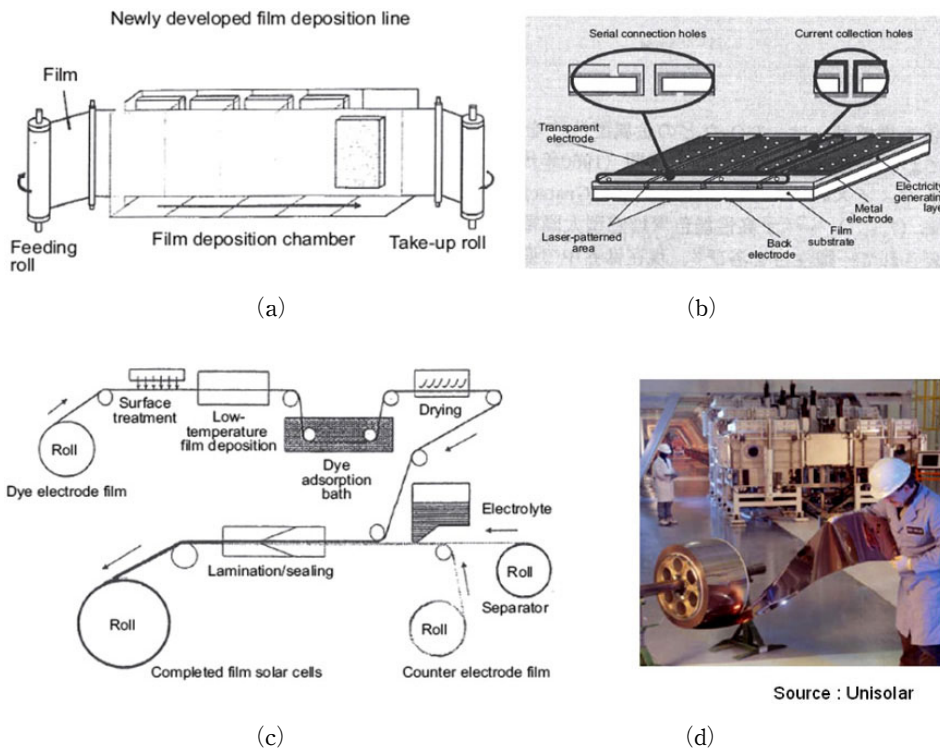 Newly developed film deposition line
Film
Feeding
roll
Film deposition chamber
Take-up roll
(a)
Serial connection holes
Current collection holes
Transparent
electrode
Electricity
generating
layer
Metal
electrode
Film
substrate
Back
electrode
Laser-patterned
area
(b)
Surface
treatment
Low-
temperature
film deposition
Drying
Roll
Dye electrode film
Dye
adsorption
bath
Electrolyte
Lamination/sealing
Roll
Separator
Roll
Roll
Completed film solar cells
Counter electrode film
(c)
Source : Unisolar
(d)